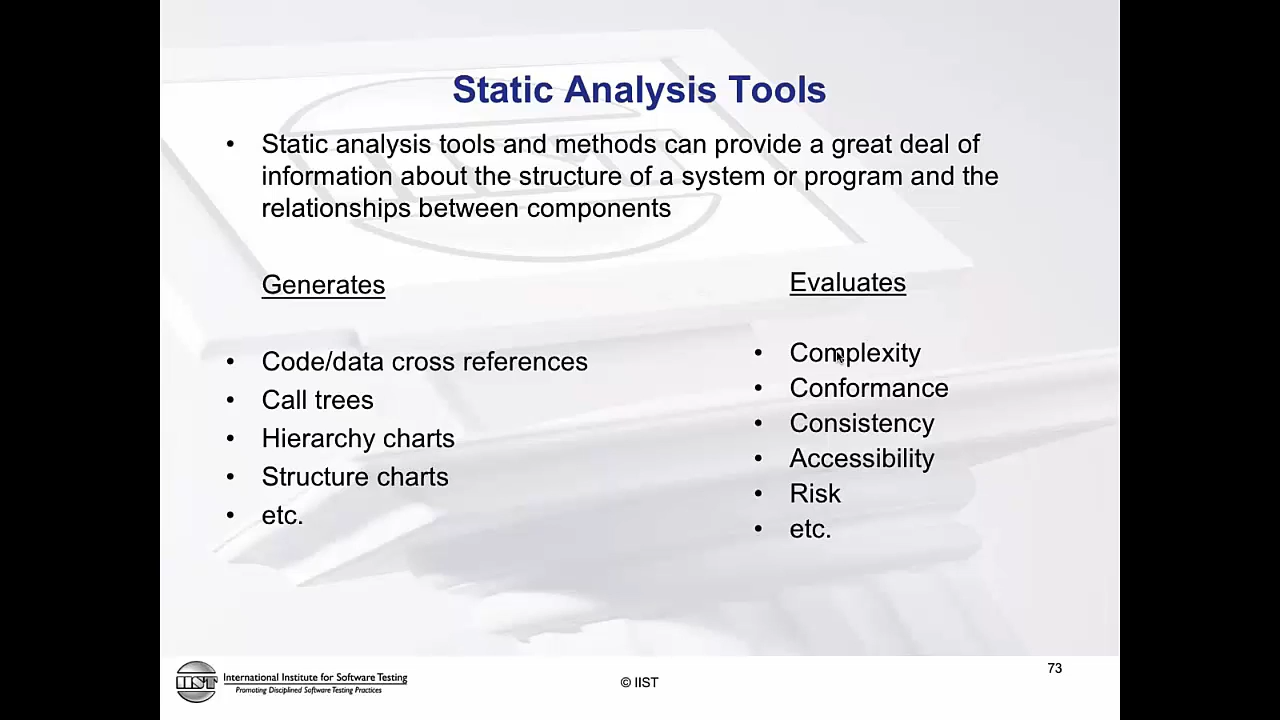 Static Analysis Tools
• Static analysis tools and methods can provide a great deal of
information about the structure of a system or program and the
relationships between components
Generates
• Code/data cross references
• Call trees
• Hierarchy charts
• Structure charts
• etc.
Evaluates
• Complexity
• Conformance
• Consistency
• Accessibility
• Risk
• etc.
IIST
International Institute for Software Testing
Promoting Disciplined Software Testing Practices
© IIST
73